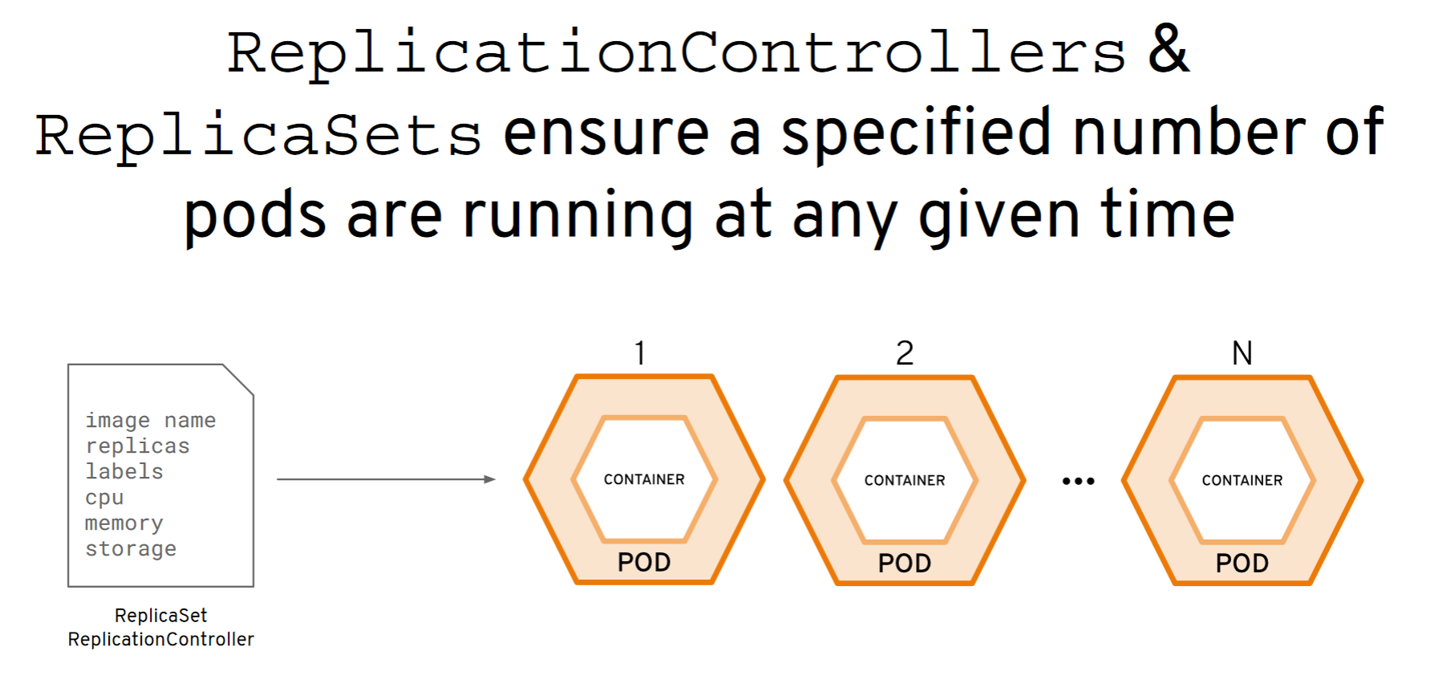 ReplicationControllers &
ReplicaSets ensure a specified number of
pods are running at any given time
1
2
N
image name
replicas
labels
cpu
memory
storage
CONTAINER
CONTAINER
...
CONTAINER
POD
POD
POD
ReplicaSet
ReplicationController